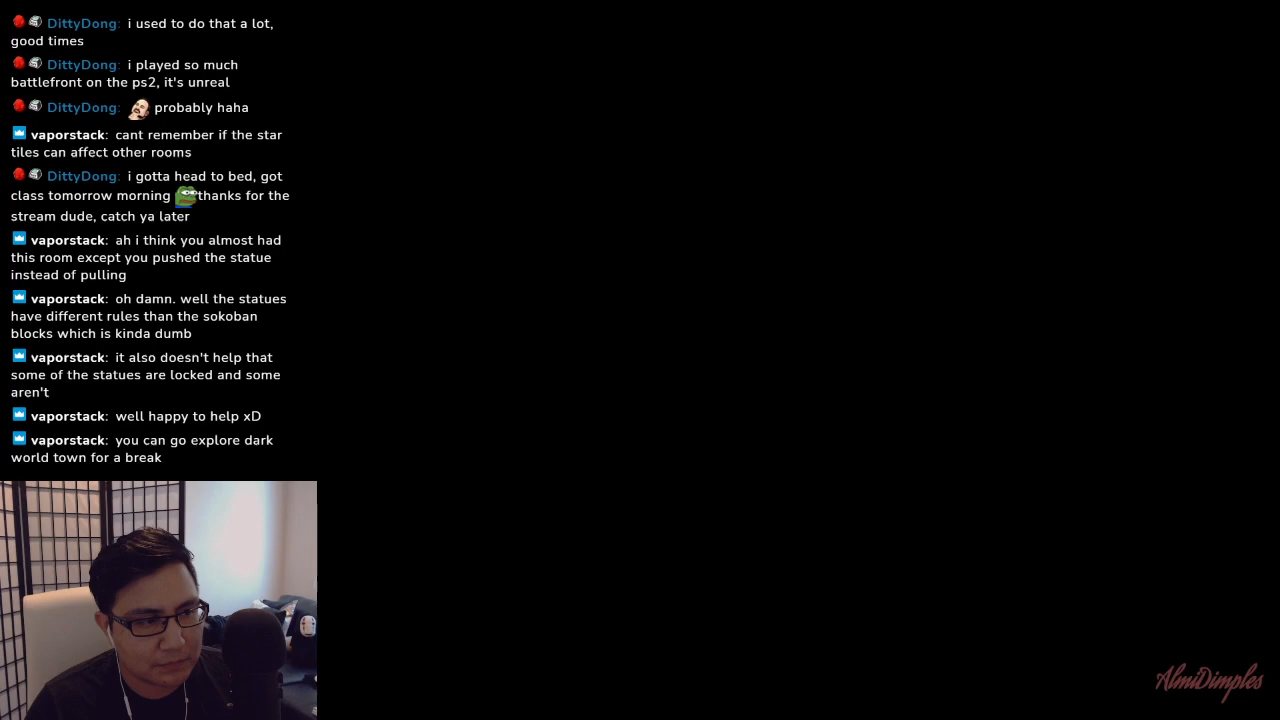 DittyDong: i used to do that a lot,
good times
DittyDong: i played so much
battlefront on the ps2, it's unreal
DittyDong: probably haha
vaporstack: cant remember if the star
tiles can affect other rooms
DittyDong: i gotta head to bed, got
class tomorrow morning thanks for the
stream dude, catch ya later
vaporstack: ah i think you almost had
this room except you pushed the statue
instead of pulling
vaporstack: oh damn. well the statues
have different rules than the sokoban
blocks which is kinda dumb
vaporstack: it also doesn't help that
some of the statues are locked and some
aren't
vaporstack: well happy to help xD
vaporstack: you can go explore dark
world town for a break
AlmiDimples